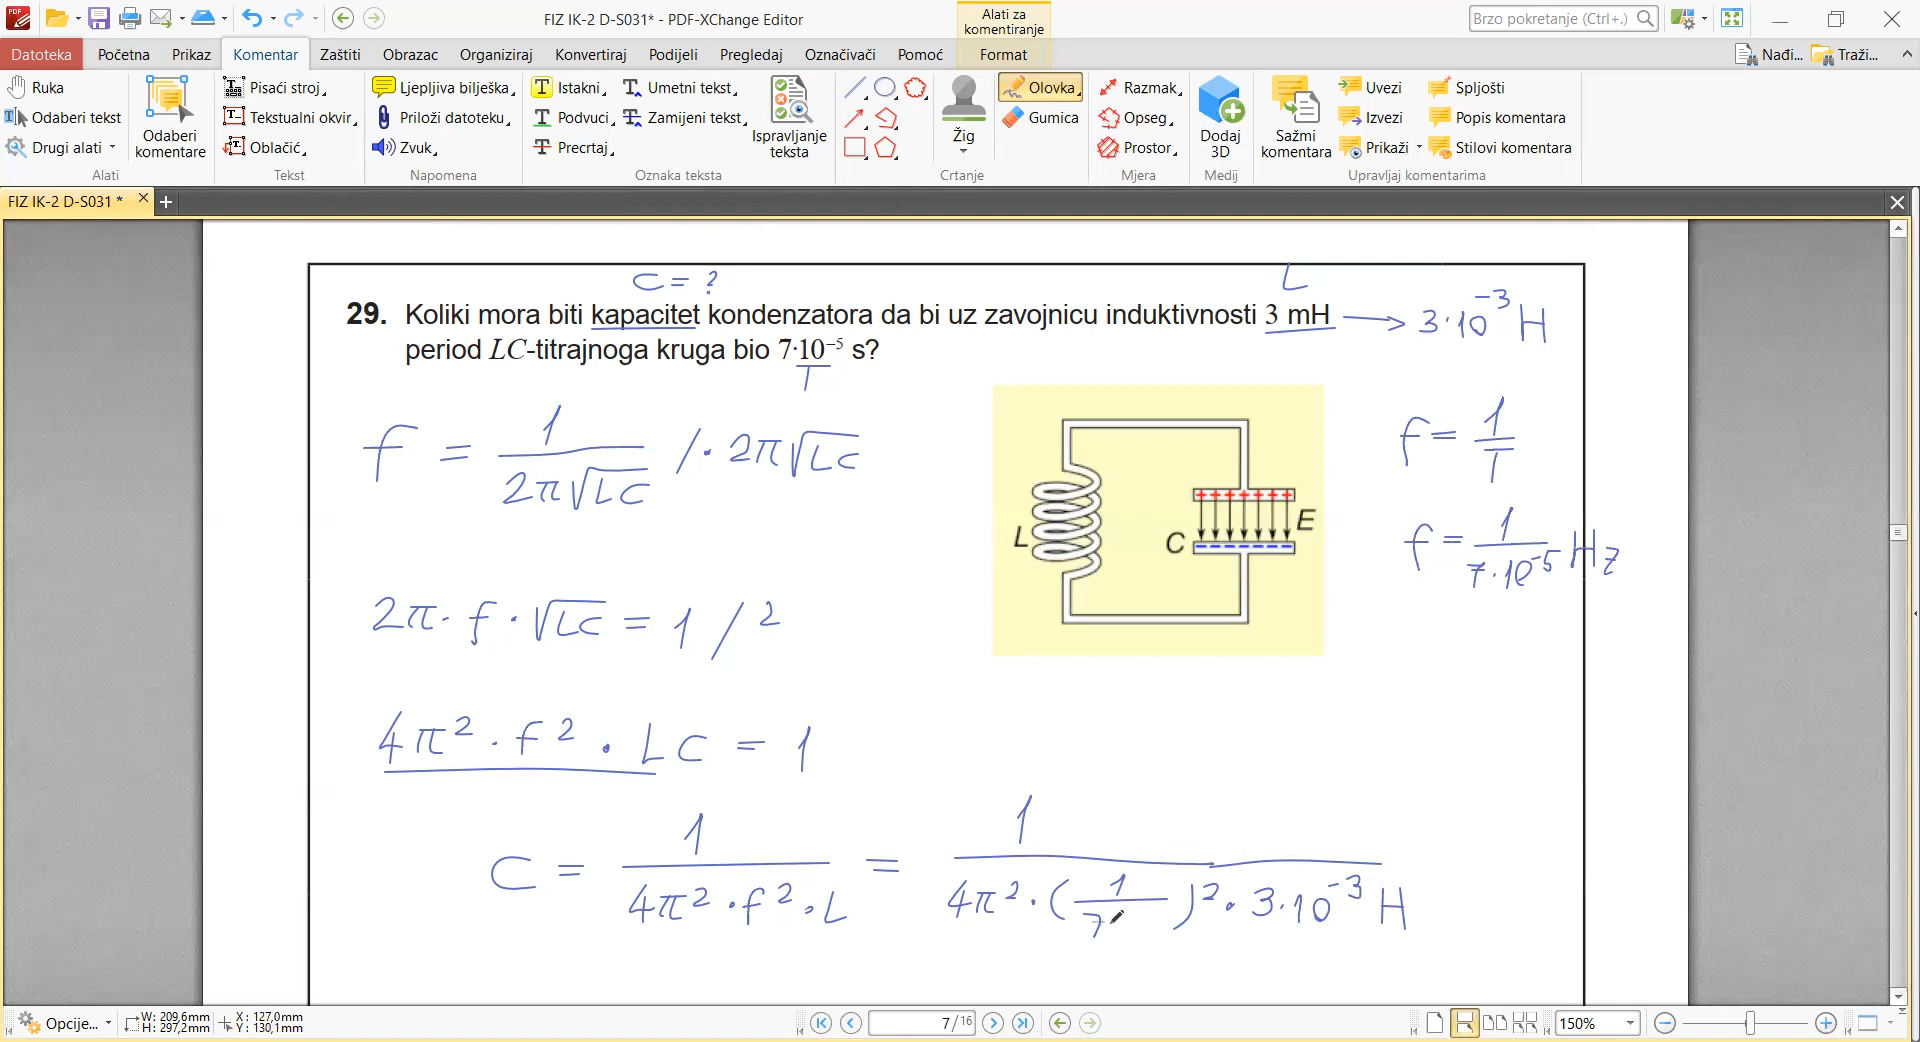 FIZ IK-2 D-S031* - PDF-XChange Editor
Alati za komentiranje
Brzo pokretanje (Ctrl+.)
Datoteka Početna Prikaz Komentar Zaštiti Obrazac Organiziraj Konvertiraj Podijeli Pregledaj Označivači Pomoć Format Nađi... Traži...
Ruka
Odaberi tekst
Drugi alati
Odaberi komentare
Alati
Pisaći stroj
Tekstualni okvir
Oblačić
Tekst
Ljepljiva bilješka
Priloži datoteku
Zvuk
Napomena
Istakni
Podvuci
Precrtaj
Umetni tekst
Zamijeni tekst
Ispravljanje teksta
Oznaka teksta
Žig
Olovka
Gumica
Crtanje
Razmak
Opseg
Prostor
Mjera
Dodaj 3D
Medij
Sažmi komentara
Uvezi
Izvezi
Prikaži
Spljošti
Popis komentara
Stilovi komentara
Upravljaj komentarima
FIZ IK-2 D-S031 *
C = ? L
29. Koliki mora biti kapacitet kondenzatora da bi uz zavojnicu induktivnosti 3 mH → 3·10⁻³ H
period LC-titrajnoga kruga bio 7·10⁻⁵ s?
T
f = 1 / 2π√LC /· 2π√LC
L C E
f = 1/T
f = 1/7·10⁻⁵ Hz
2π · f · √LC = 1 /²
4π² · f² · LC = 1
C = 1 / 4π² · f² · L = 1 / 4π² · (1/7)² · 3·10⁻³ H
Opcije... W: 209,6mm H: 297,2mm X: 127,0mm Y: 130,1mm 7 /16 150%